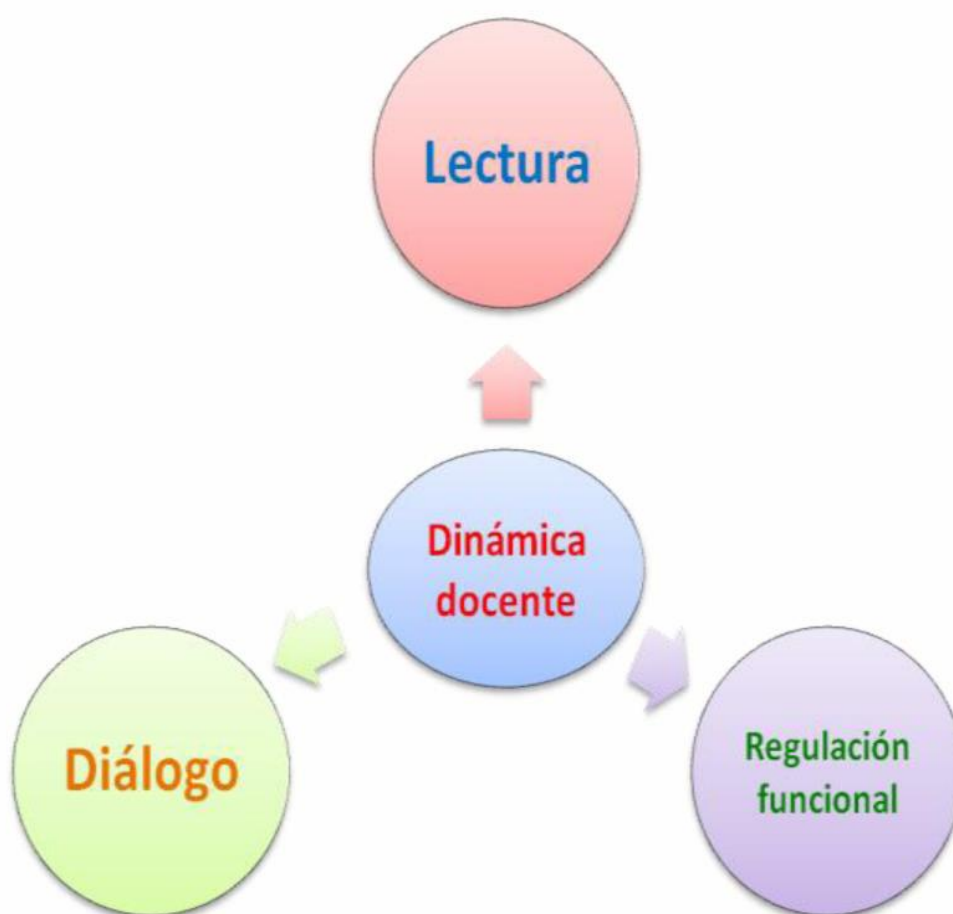 Lectura
Dinámica
docente
Diálogo
Regulación
funcional